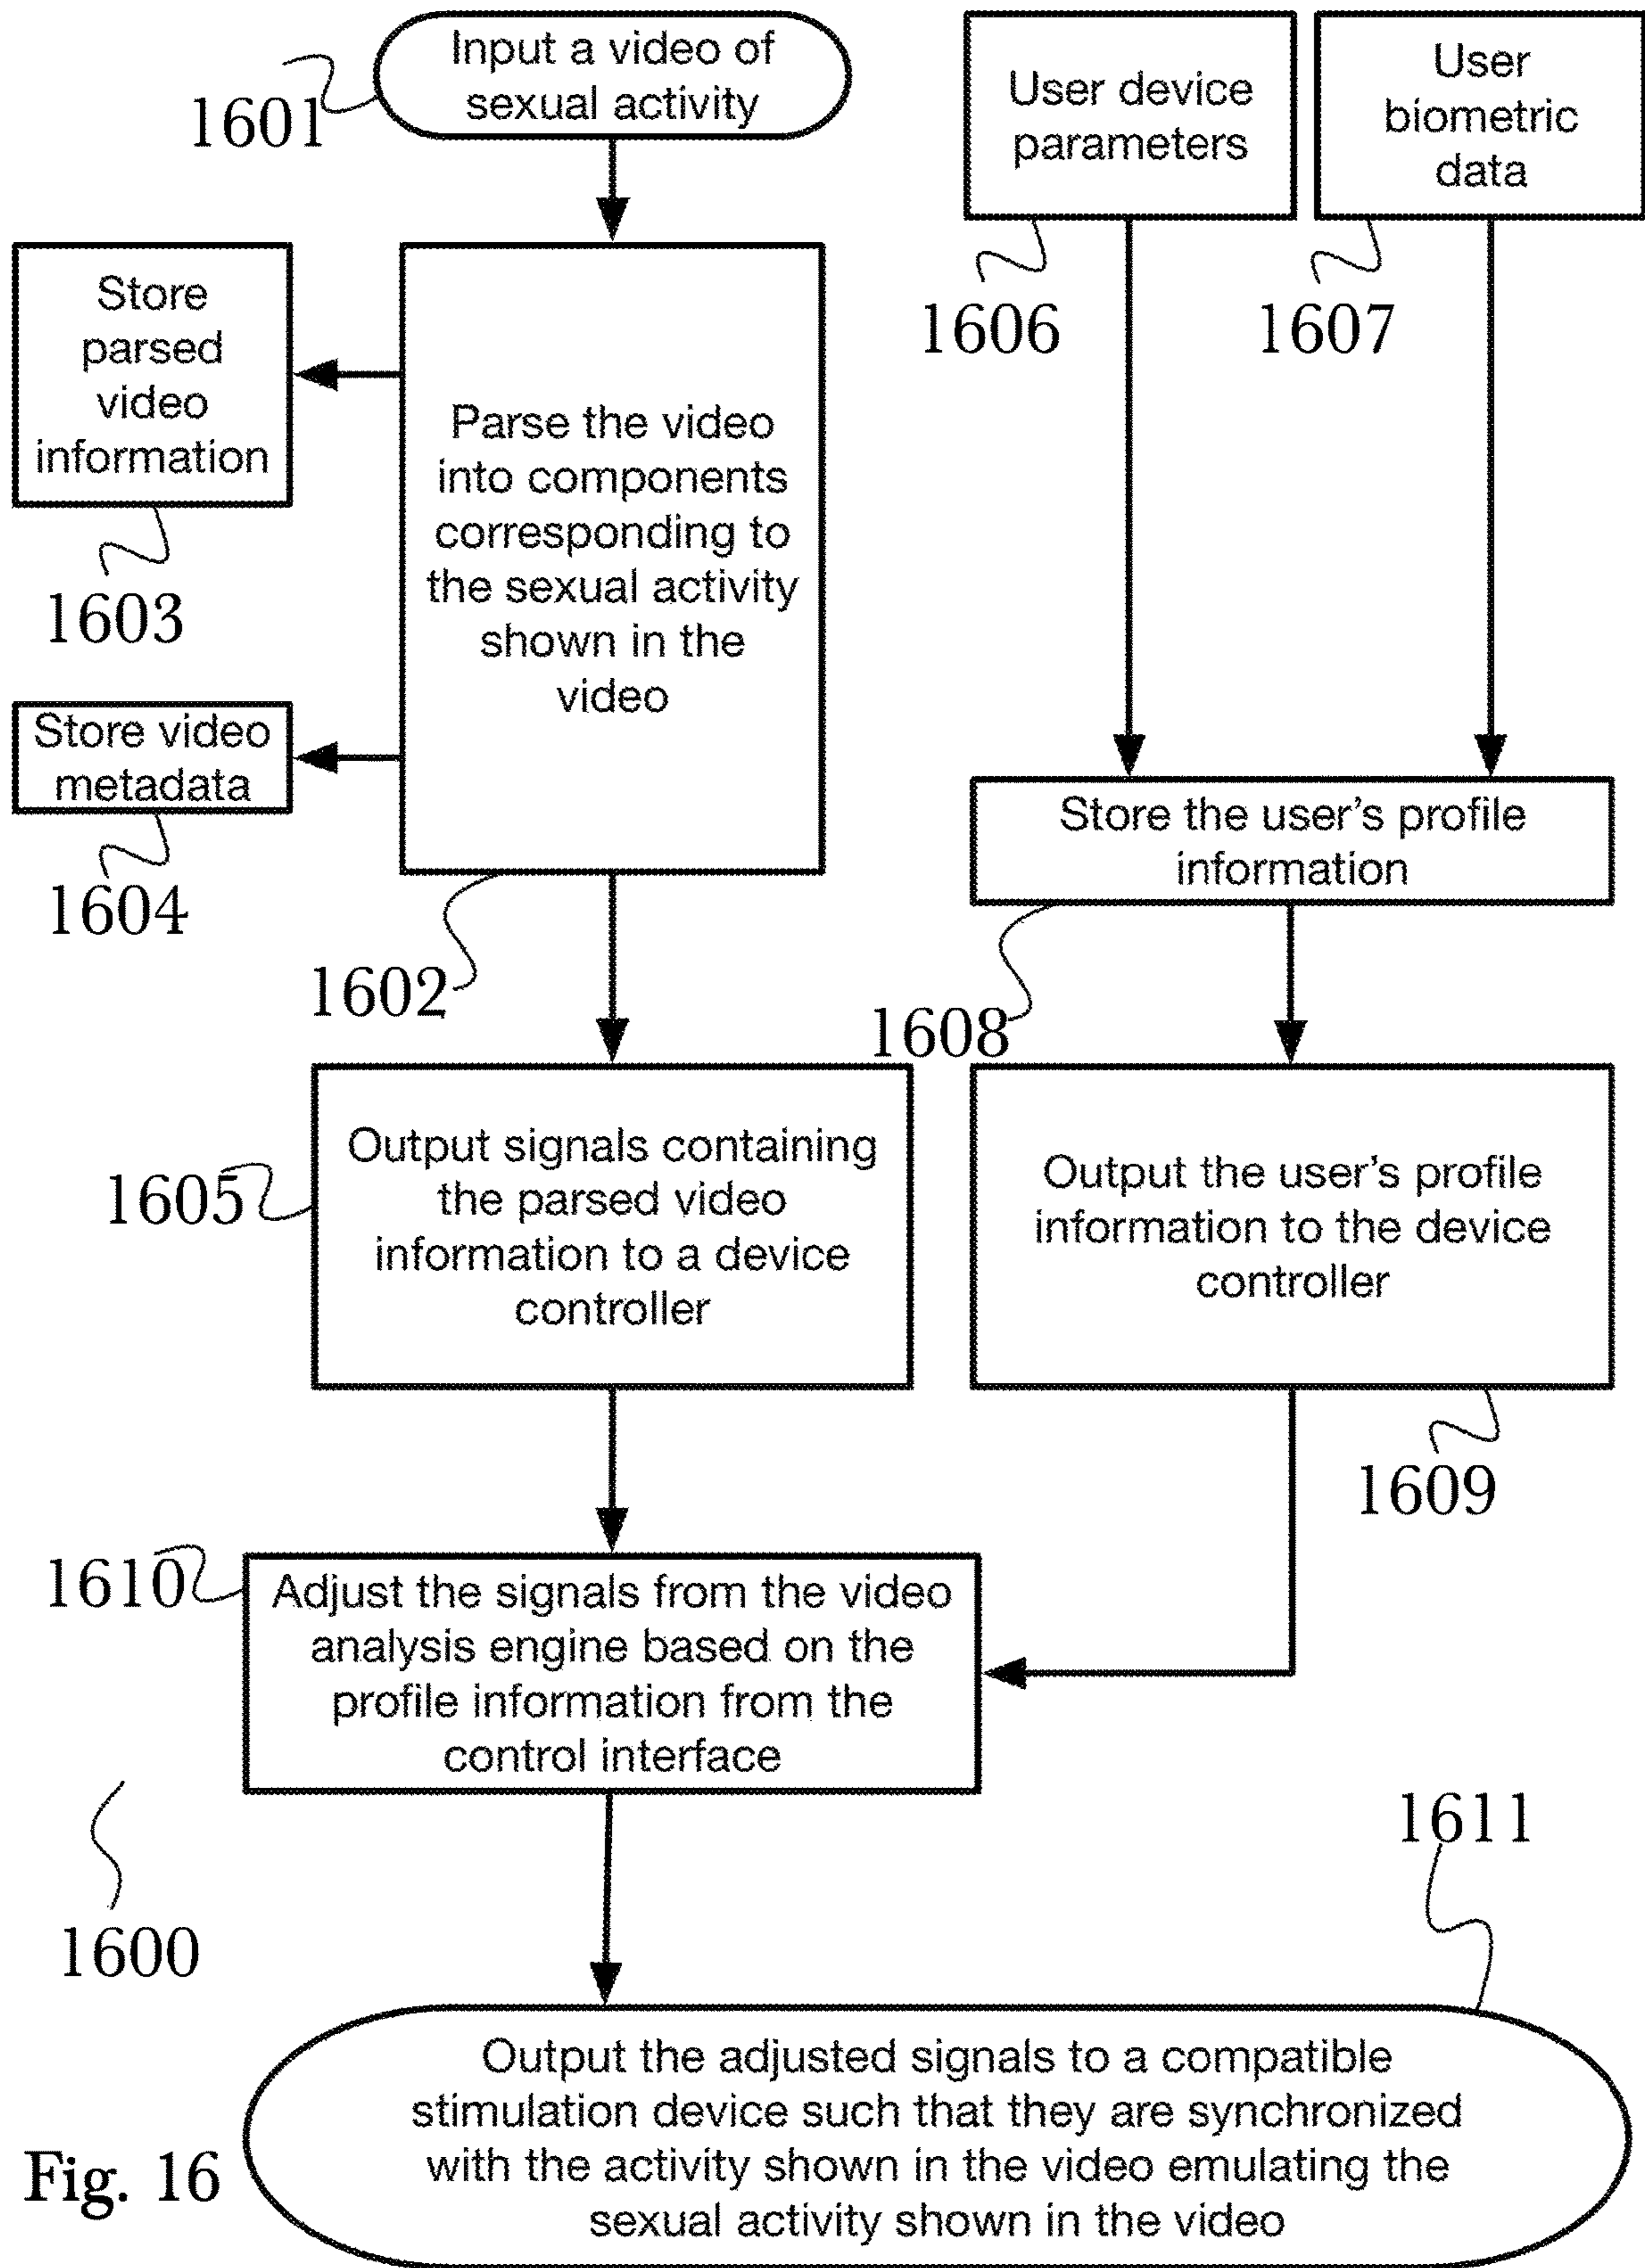 Input a video of
sexual activity
1601
User device
parameters
User
biometric
data
1606
1607
Store
parsed
video
information
1603
Parse the video
into components
corresponding to
the sexual activity
shown in the
video
Store video
metadata
1604
1602
Store the user's profile
information
1608
Output signals containing
the parsed video
information to a device
controller
1605
Output the user's profile
information to the device
controller
1609
1610
Adjust the signals from the video
analysis engine based on the
profile information from the
control interface
1600
1611
Output the adjusted signals to a compatible
stimulation device such that they are synchronized
with the activity shown in the video emulating the
sexual activity shown in the video
Fig. 16